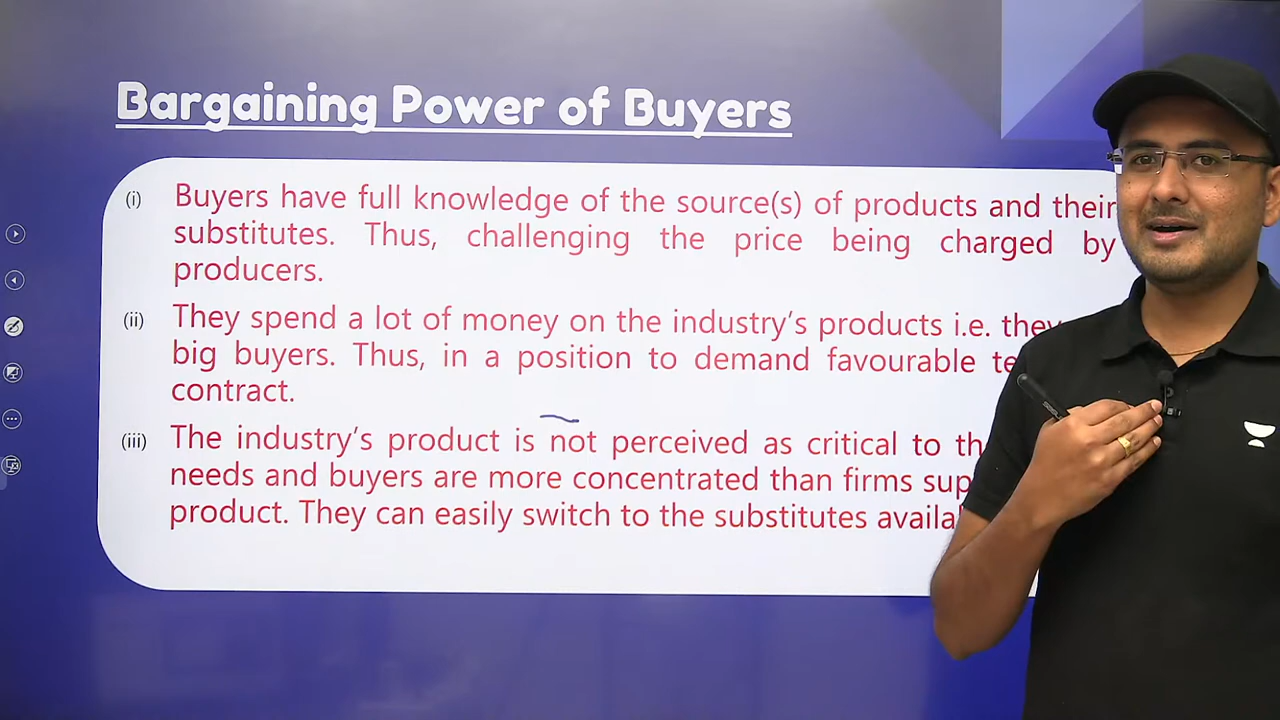 Bargaining Power of Buyers
(i) Buyers have full knowledge of the source(s) of products and their
substitutes. Thus, challenging the price being charged by
producers.
(ii) They spend a lot of money on the industry's products i.e. they
big buyers. Thus, in a position to demand favourable
contract.
(iii) The industry's product is not perceived as critical to
needs and buyers are more concentrated than firms
product. They can easily switch to the substitutes